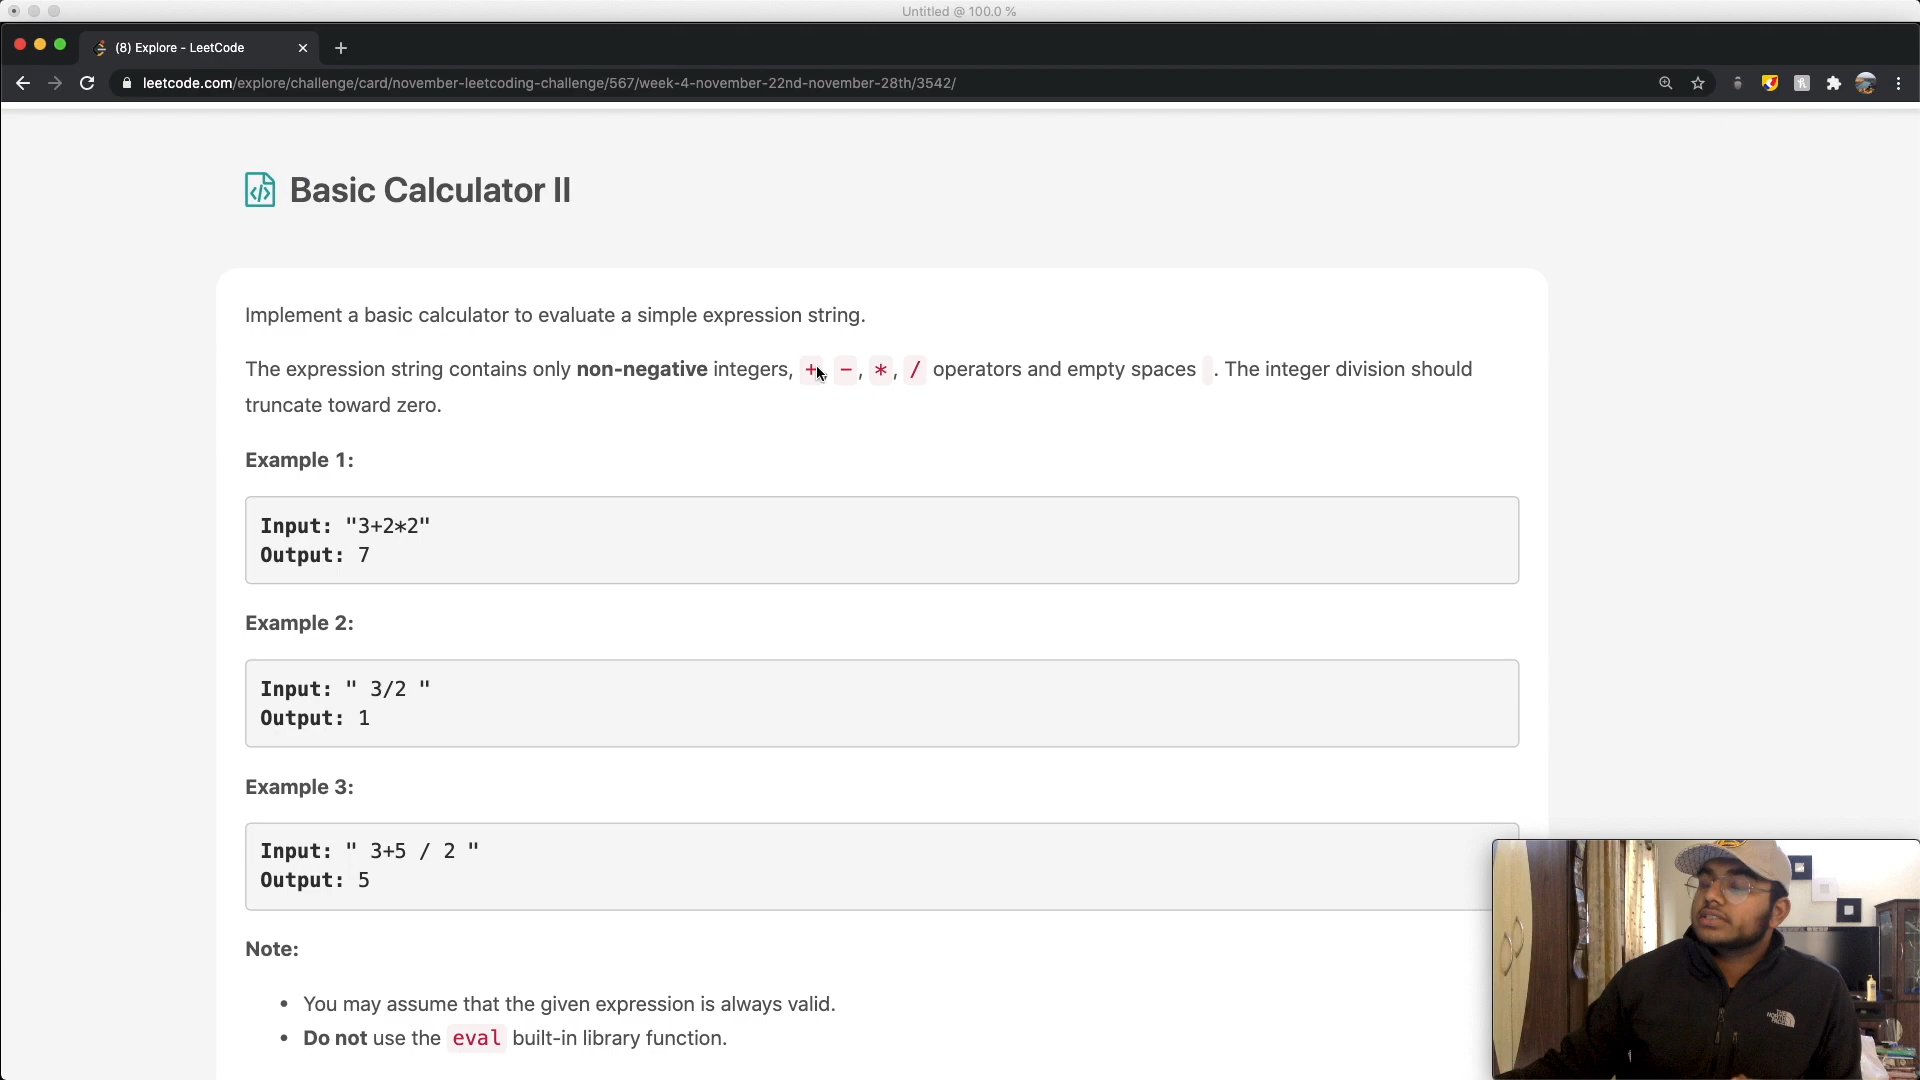 Untitled @ 100.0 %
(8) Explore - LeetCode
leetcode.com/explore/challenge/card/november-leetcoding-challenge/567/week-4-november-22nd-november-28th/3542/
Basic Calculator II
Implement a basic calculator to evaluate a simple expression string.
The expression string contains only non-negative integers, +, -, *, / operators and empty spaces . The integer division should
truncate toward zero.
Example 1:
Input: "3+2*2"
Output: 7
Example 2:
Input: " 3/2 "
Output: 1
Example 3:
Input: " 3+5 / 2 "
Output: 5
Note:
• You may assume that the given expression is always valid.
• Do not use the eval built-in library function.
THE NORTH FACE